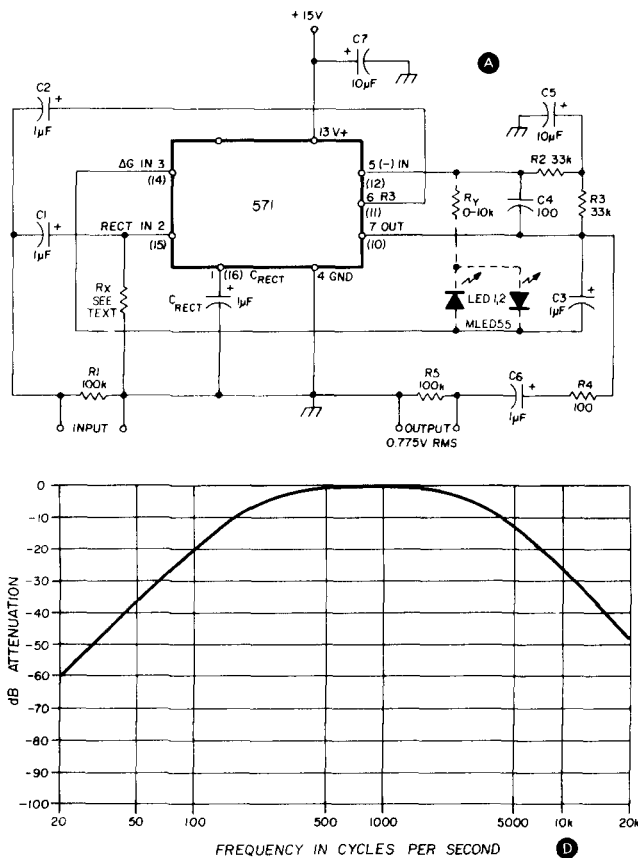 + 15V
C7
+
10µF
A
C2
+
1µF
C5
+
10µF
13 V+
ΔG IN 3
(14)
5 (-) IN
(12)
R2 33k
6 R3
(11)
RY
0-10k
C4
100
R3
33k
571
C1
+
1µF
RECT IN 2
(15)
7 OUT
(10)
1 (16) CRECT
4 GND
RX
SEE
TEXT
CRECT
+
1µF
LED 1,2
MLED55
C3
1µF
+
R1
100k
R5
100k
C6
+
1µF
R4
100
INPUT
OUTPUT
0.775V RMS
0
-10
-20
-30
-40
-50
-60
-70
-80
-90
-100
dB ATTENUATION
20 50 100 500 1000 5000 10k 20k
FREQUENCY IN CYCLES PER SECOND D